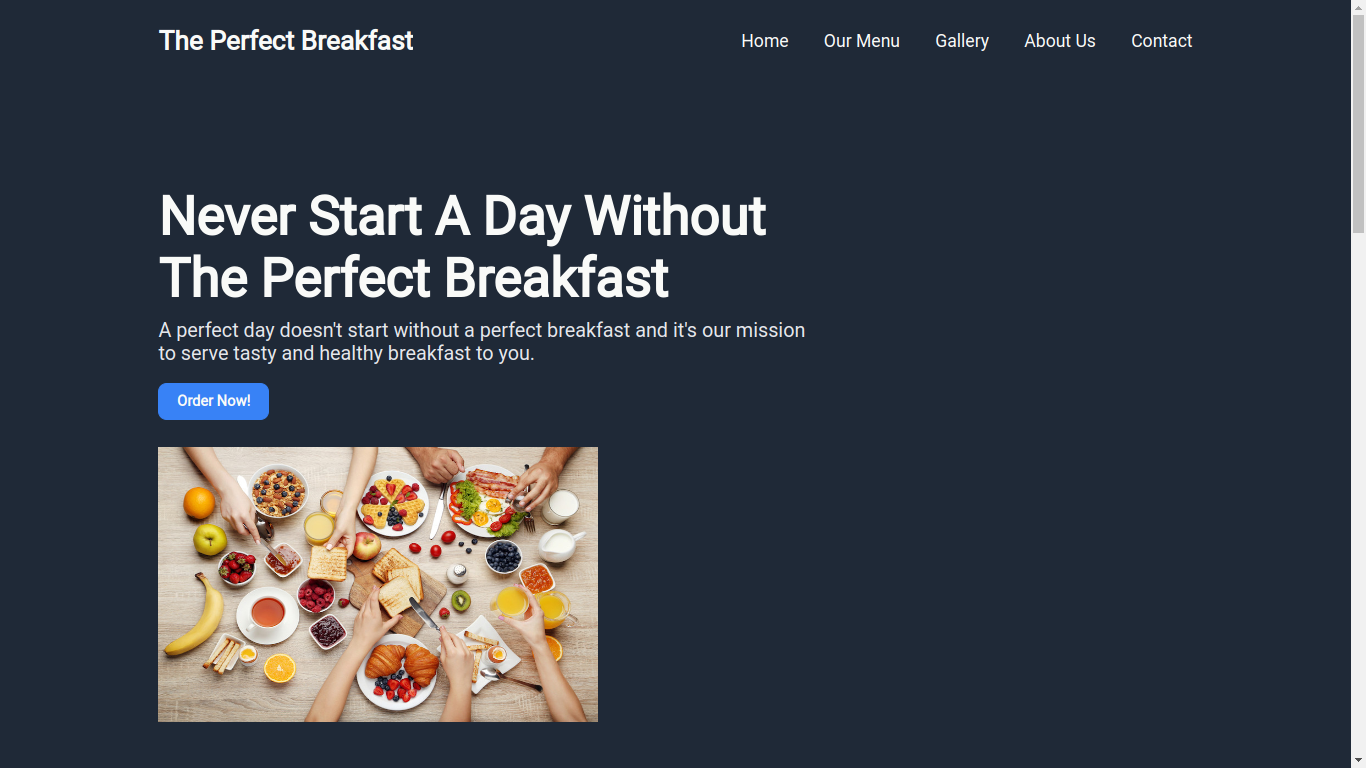 The Perfect Breakfast
Home Our Menu Gallery About Us Contact
Never Start A Day Without
The Perfect Breakfast
A perfect day doesn't start without a perfect breakfast and it's our mission
to serve tasty and healthy breakfast to you.
Order Now!